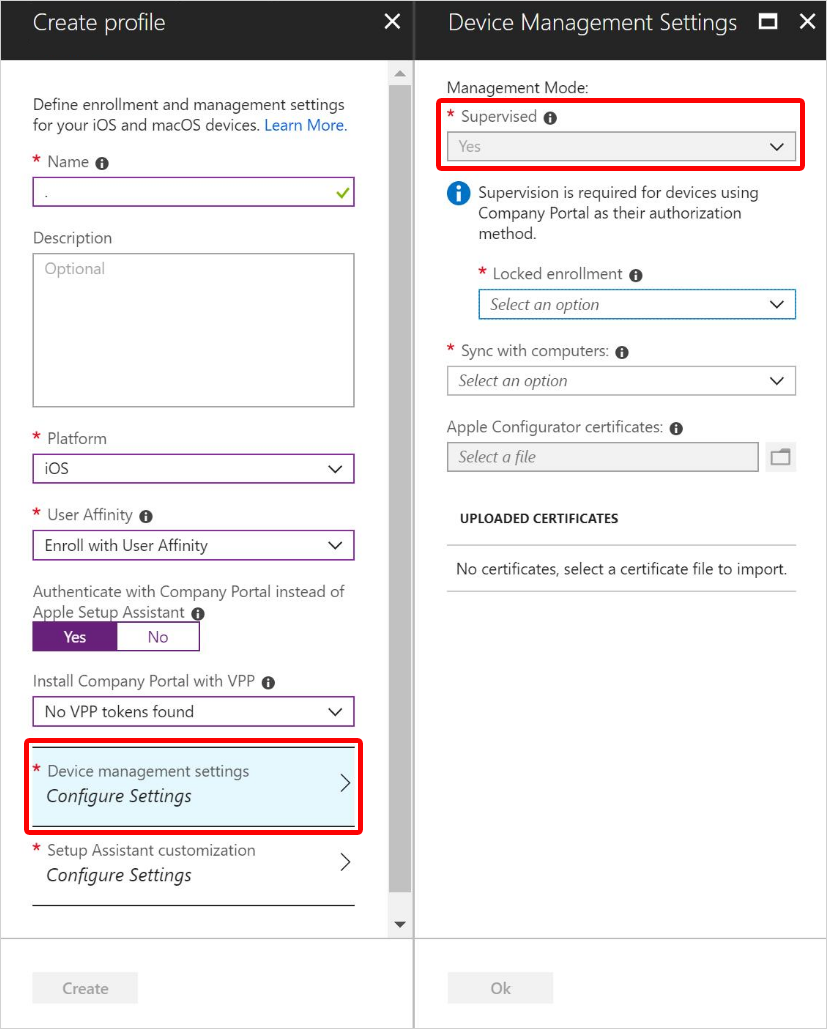 Create profile
Define enrollment and management settings
for your iOS and macOS devices. Learn More.
* Name
.
Description
Optional
* Platform
iOS
* User Affinity
Enroll with User Affinity
Authenticate with Company Portal instead of
Apple Setup Assistant
Yes No
Install Company Portal with VPP
No VPP tokens found
* Device management settings
Configure Settings
* Setup Assistant customization
Configure Settings
Create
Device Management Settings
Management Mode:
* Supervised
Yes
Supervision is required for devices using
Company Portal as their authorization
method.
* Locked enrollment
Select an option
* Sync with computers:
Select an option
Apple Configurator certificates:
Select a file
UPLOADED CERTIFICATES
No certificates, select a certificate file to import.
Ok